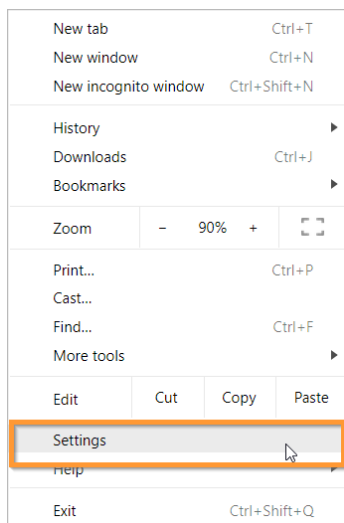 New tab Ctrl+T
New window Ctrl+N
New incognito window Ctrl+Shift+N
History
Downloads Ctrl+J
Bookmarks
Zoom - 90% +
Print... Ctrl+P
Cast...
Find... Ctrl+F
More tools
Edit Cut Copy Paste
Settings
Help
Exit Ctrl+Shift+Q